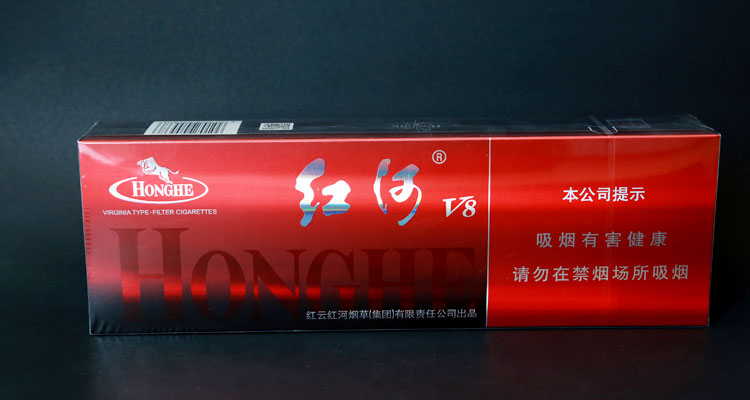 HONGHE
VIRGINIA TYPE·FILTER CIGARETTES
红河® V8
HONGHE
红云红河烟草(集团)有限责任公司出品
本公司提示
吸烟有害健康
请勿在禁烟场所吸烟